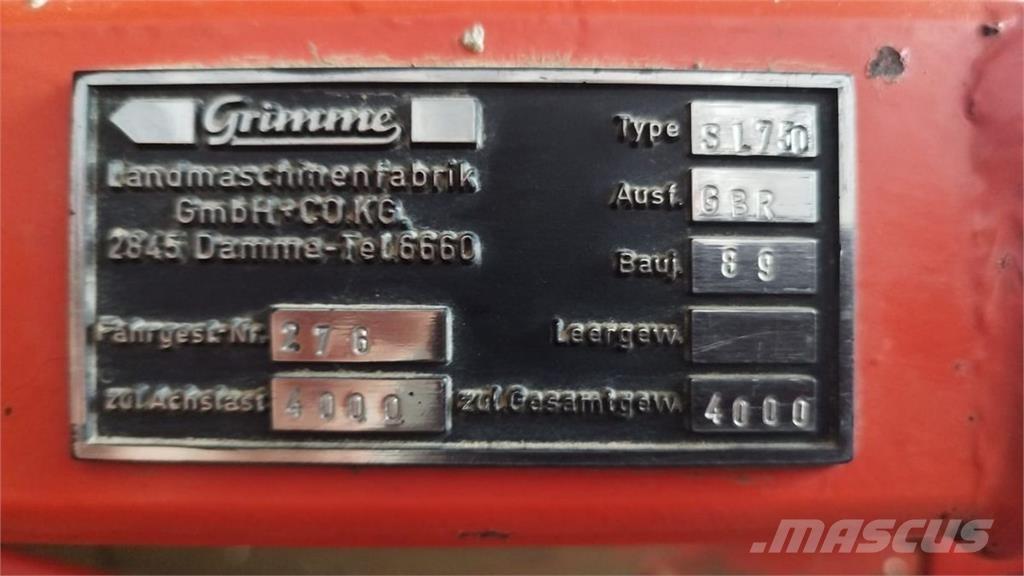 Grimme
Landmaschinenfabrik
GmbH+CO.KG.
2845 Damme-Tel.6660
Type SL750
Ausf. GBR
Bauj. 89
Fahrgest-Nr. 276
Leergew.
zul.Achslast 4000
zul.Gesamtgew. 4000
MASCUS